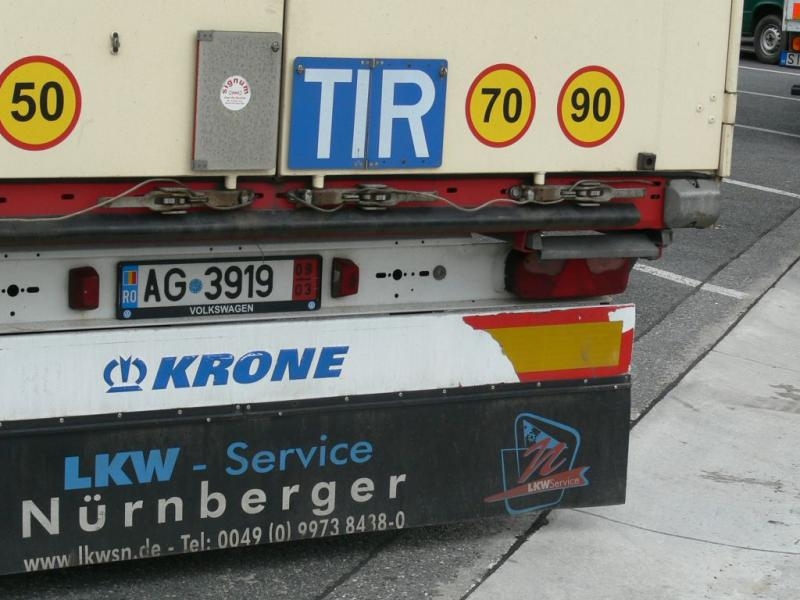 50
signum
TIR
70
90
RO AG 3919 09 03
VOLKSWAGEN
KRONE
LKW - Service
Nürnberger
www.lkwsn.de - Tel: 0049 (0) 9973 8438-0
n
LKWService